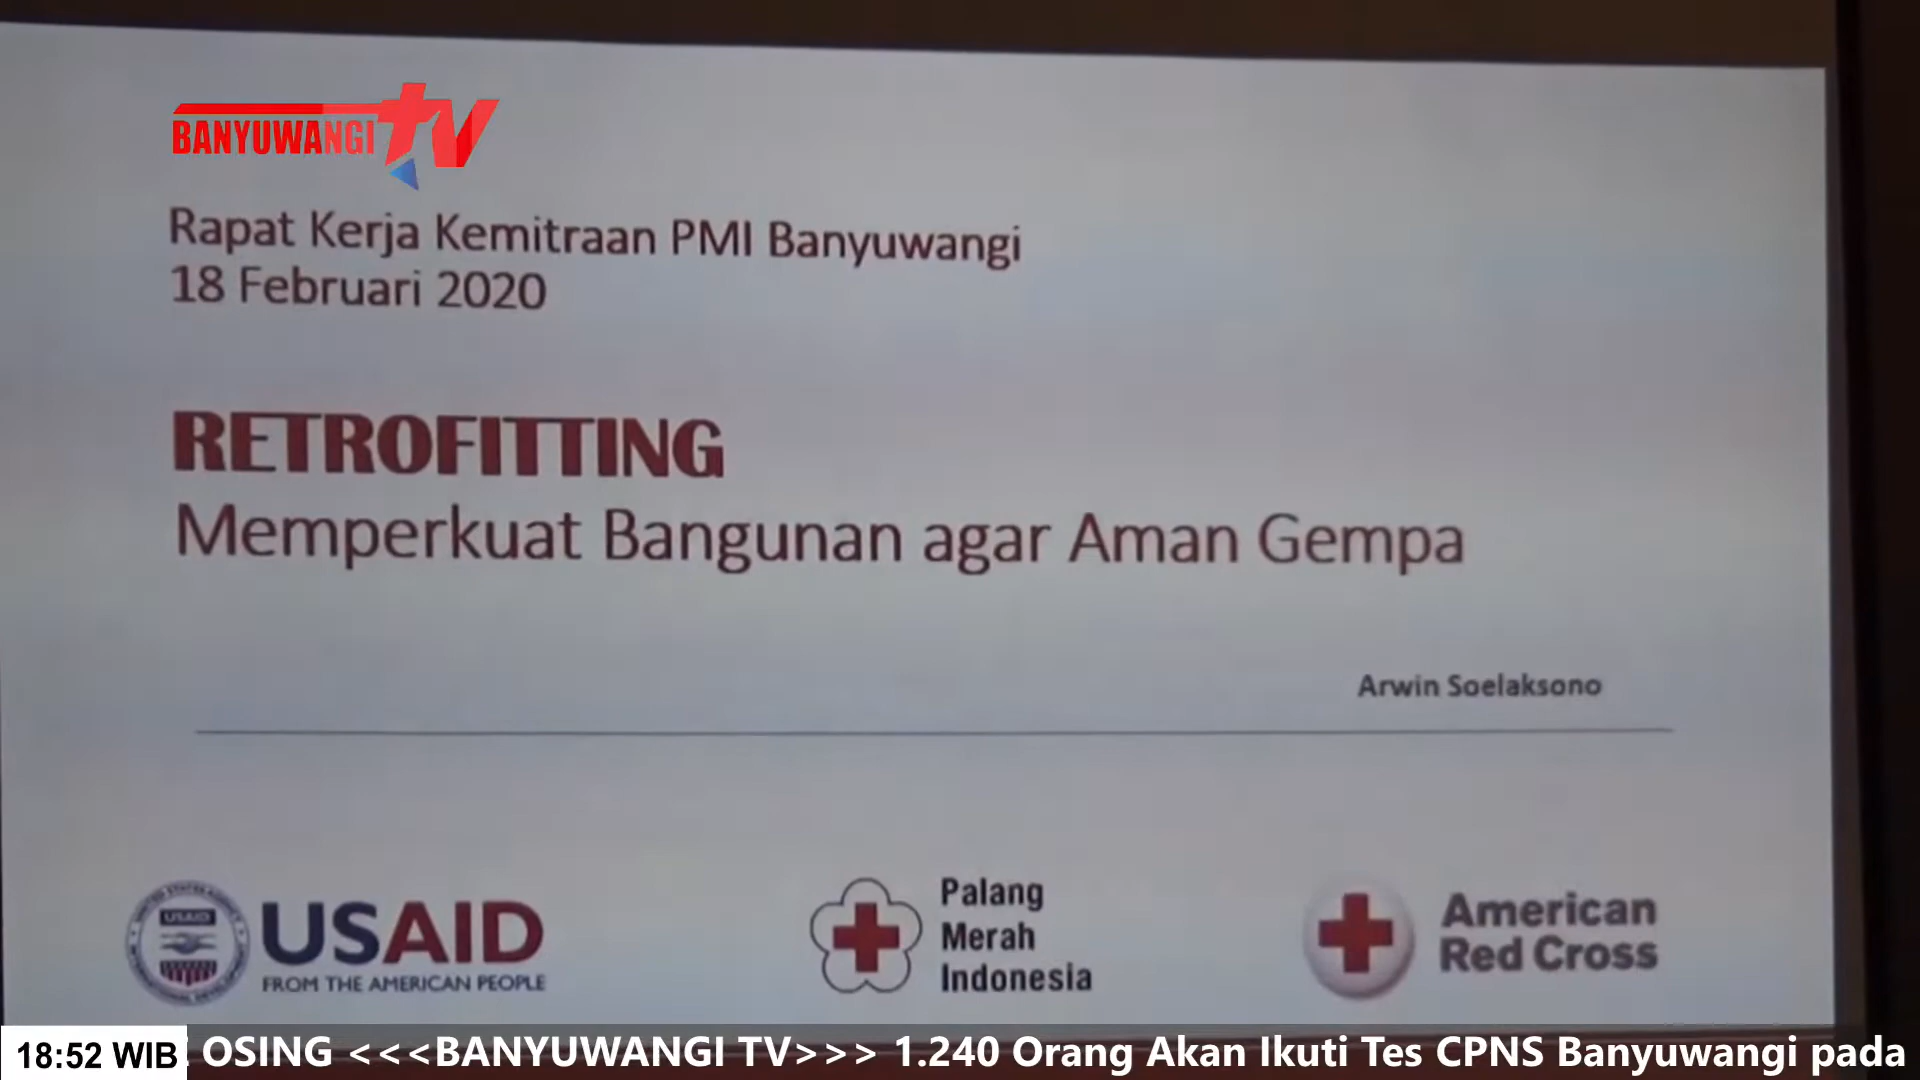 BANYUWANGI TV
Rapat Kerja Kemitraan PMI Banyuwangi
18 Februari 2020
RETROFITTING
Memperkuat Bangunan agar Aman Gempa
Arwin Soelaksono
USAID
USAID
FROM THE AMERICAN PEOPLE
Palang
Merah
Indonesia
American
Red Cross
18:52 WIB
OSING <<<BANYUWANGI TV>>> 1.240 Orang Akan Ikuti Tes CPNS Banyuwangi pada